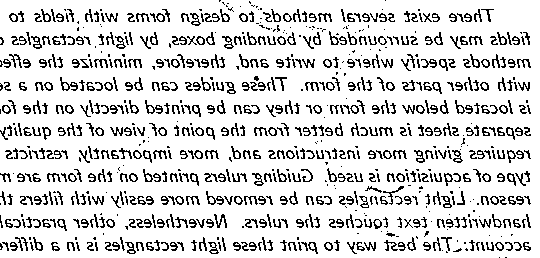 There exist several methods to design forms with fields to
fields may be surrounded by bounding boxes, by light rectangles
methods specify where to write and, therefore, minimize the effe
with other parts of the form. These guides can be located on a se
is located below the form or they can be printed directly on the fo
separate sheet is much better from the point of view of the quality
requires giving more instructions and, more importantly, restricts
type of acquisition is used. Guiding rulers printed on the form are m
reason. Light rectangles can be removed more easily with filters th
handwritten text touches the rulers. Nevertheless, other practical
account: The best way to print these light rectangles is in a differe